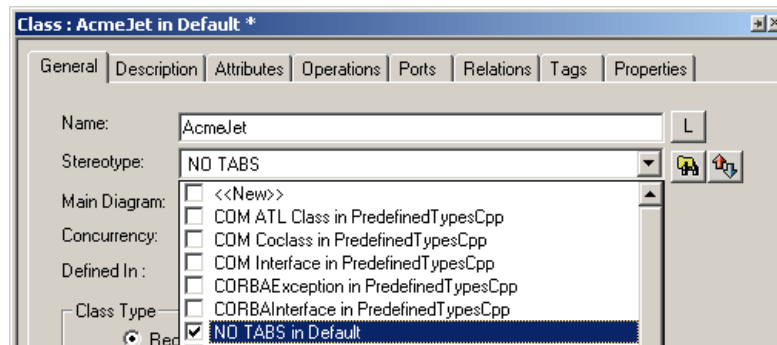 Class : AcmeJet in Default *
General Description Attributes Operations Ports Relations Tags Properties
Name: AcmeJet L
Stereotype: NO TABS
Main Diagram: <<New>>
COM ATL Class in PredefinedTypesCpp
Concurrency: COM Coclass in PredefinedTypesCpp
COM Interface in PredefinedTypesCpp
Defined In : CORBAException in PredefinedTypesCpp
Class Type CORBAInterface in PredefinedTypesCpp
NO TABS in Default